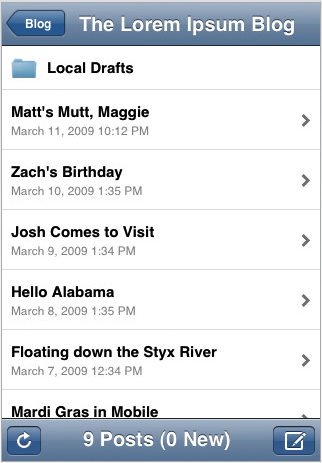 Blog
The Lorem Ipsum Blog
Local Drafts
Matt's Mutt, Maggie
March 11, 2009 10:12 PM
Zach's Birthday
March 10, 2009 1:35 PM
Josh Comes to Visit
March 9, 2009 1:34 PM
Hello Alabama
March 8, 2009 1:35 PM
Floating down the Styx River
March 7, 2009 12:34 PM
Mardi Gras in Mobile
9 Posts (0 New)